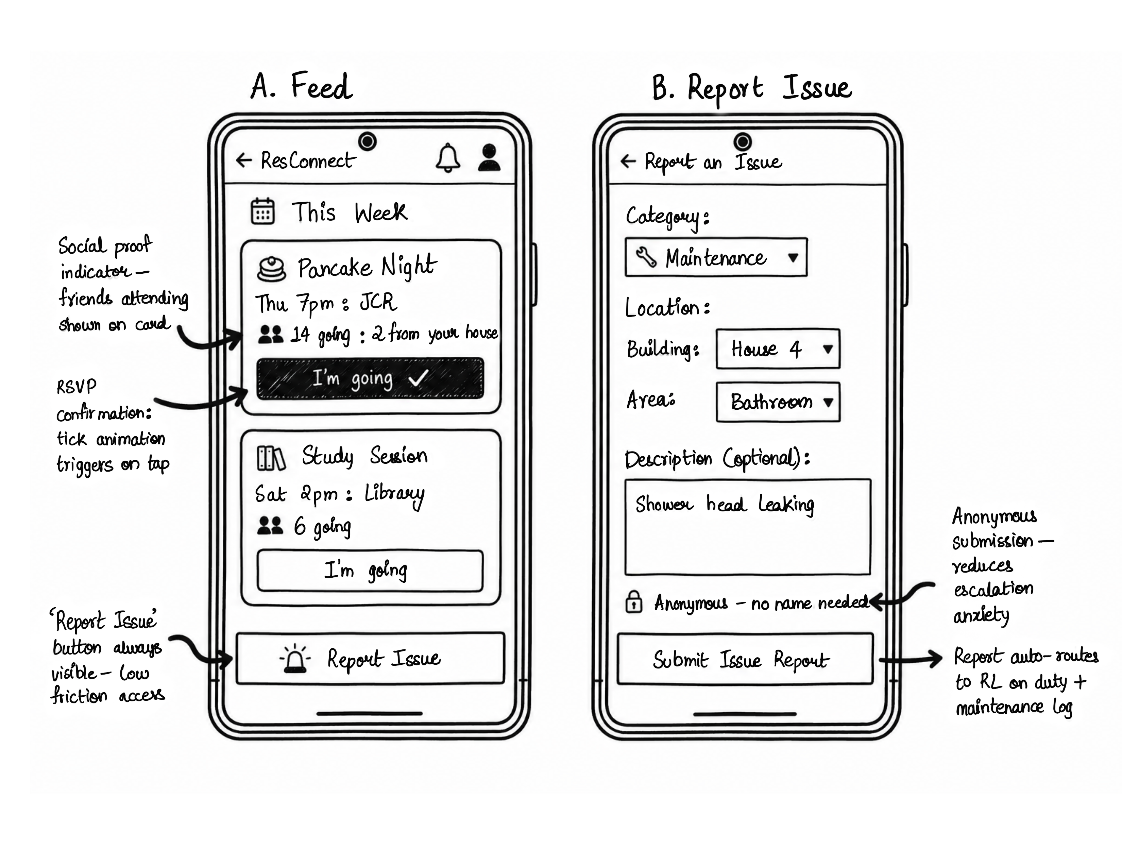 A. Feed
← ResConnect
This Week
Pancake Night
Thu 7pm : JCR
14 going : 2 from your house
I'm going ✓
Study Session
Sat 2pm : Library
6 going
I'm going
Report Issue
Social proof
indicator—
friends attending
shown on card
RSVP
confirmation:
tick animation
triggers on tap
'Report Issue'
button always
visible— low
friction access
B. Report Issue
← Report an Issue
Category:
Maintenance ▼
Location:
Building: House 4 ▼
Area: Bathroom ▼
Description (optional):
Shower head leaking
Anonymous – no name needed
Submit Issue Report
Anonymous
submission—
reduces
escalation
anxiety
Report auto-routes
to RL on duty +
maintenance log